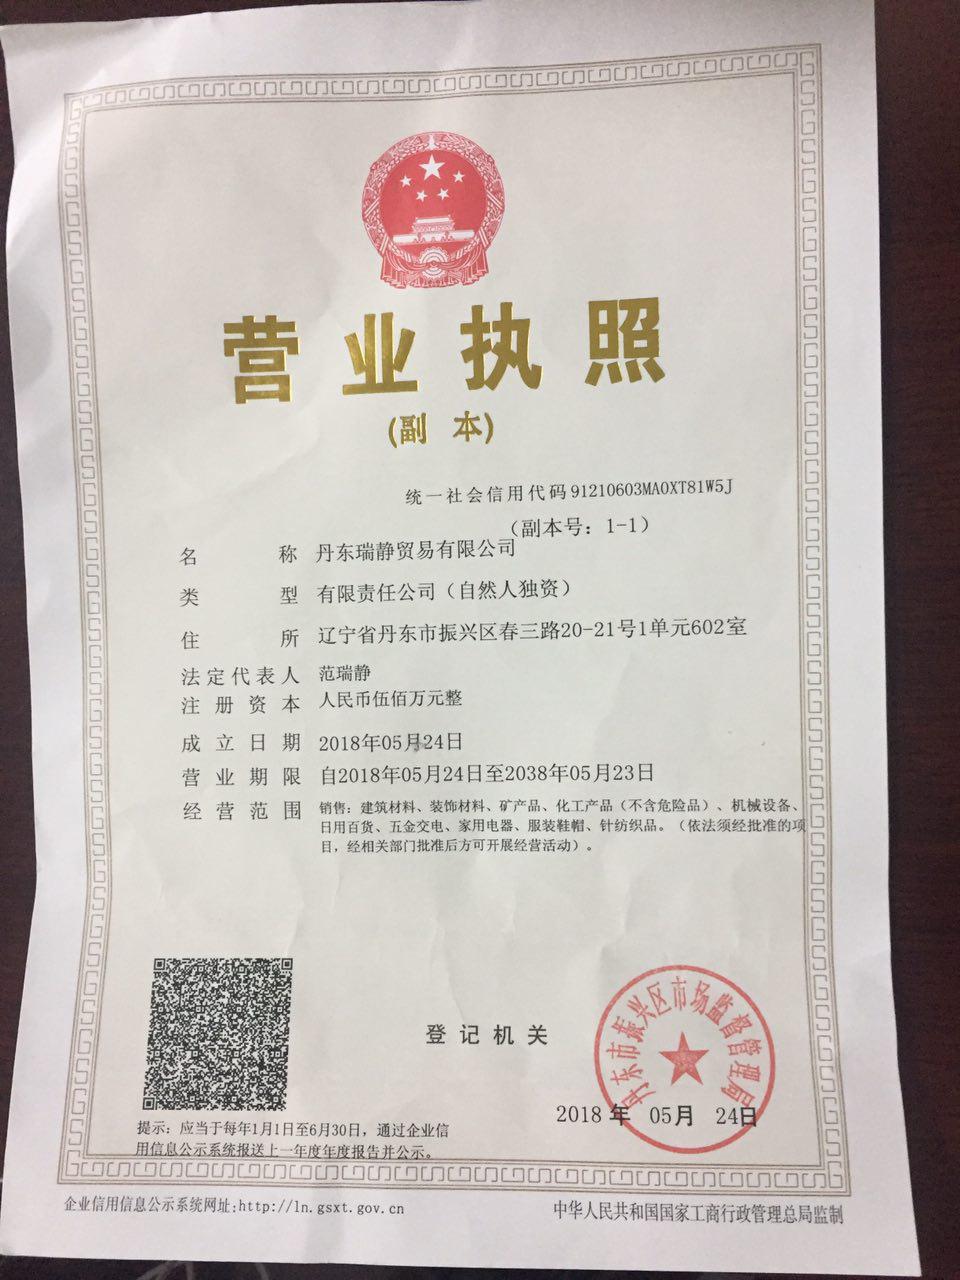 营业执照
(副 本)
统一社会信用代码91210603MA0XT81W5J
（副本号：1-1）
名称 丹东瑞静贸易有限公司
类型 有限责任公司（自然人独资）
住所 辽宁省丹东市振兴区春三路20-21号1单元602室
法定代表人 范瑞静
注册资本 人民币伍佰万元整
成立日期 2018年05月24日
营业期限 自2018年05月24日至2038年05月23日
经营范围 销售：建筑材料、装饰材料、矿产品、化工产品（不含危险品）、机械设备、
日用百货、五金交电、家用电器、服装鞋帽、针纺织品。（依法须经批准的项
目，经相关部门批准后方可开展经营活动）。
登记机关
丹东市振兴区市场监督管理局
2018 年 05月 24日
提示：应当于每年1月1日至6月30日，通过企业信
用信息公示系统报送上一年度年度报告并公示。
企业信用信息公示系统网址:http://ln.gsxt.gov.cn
中华人民共和国国家工商行政管理总局监制